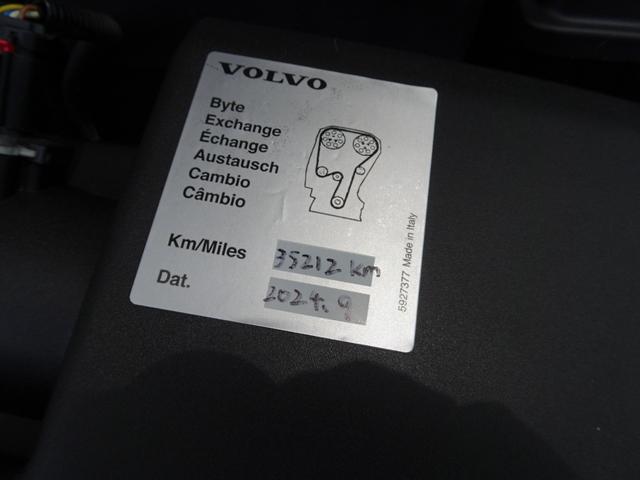 VOLVO
Byte
Exchange
Échange
Austausch
Cambio
Câmbio
Km/Miles 35212 km
Dat. 2024.9
5927377 Made in Italy